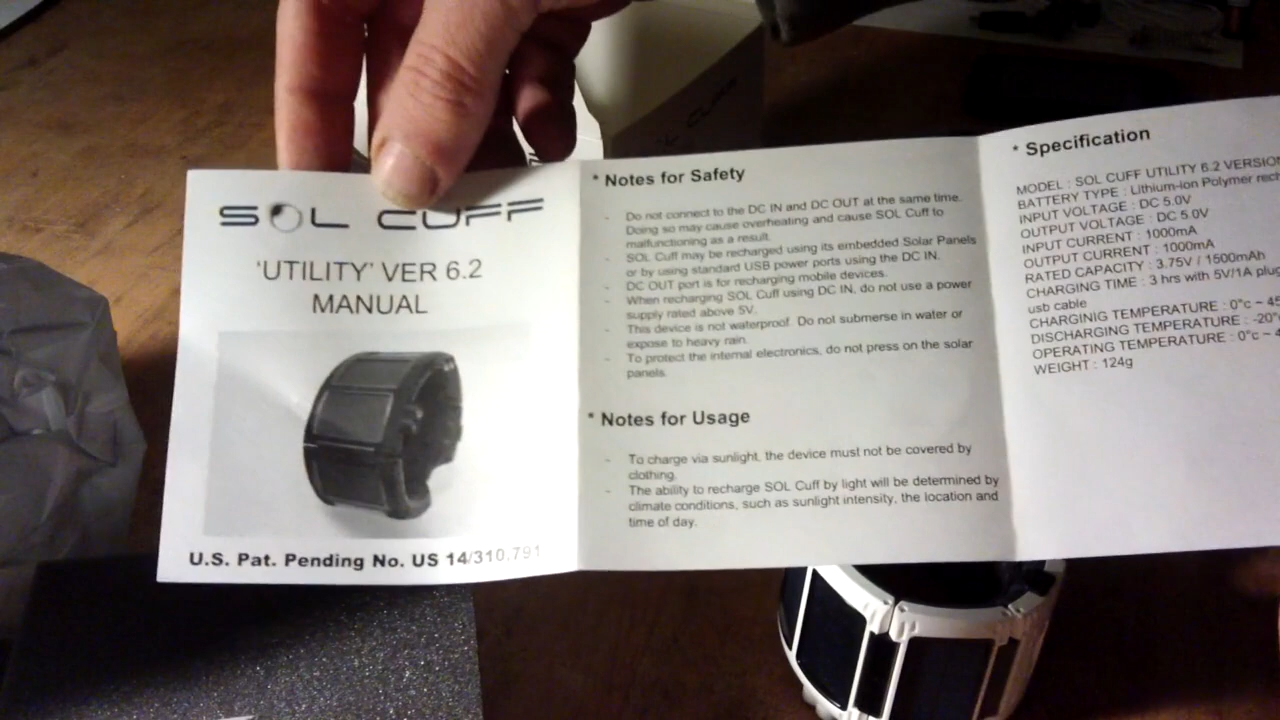 SOL CUFF
'UTILITY' VER 6.2
MANUAL
U.S. Pat. Pending No. US 14/310,791
* Notes for Safety
- Do not connect to the DC IN and DC OUT at the same time.
Doing so may cause overheating and cause SOL Cuff to
malfunctioning as a result.
- SOL Cuff may be recharged using its embedded Solar Panels
or by using standard USB power ports using the DC IN.
- DC OUT port is for recharging mobile devices.
- When recharging SOL Cuff using DC IN, do not use a power
supply rated above 5V.
- This device is not waterproof. Do not submerse in water or
expose to heavy rain.
- To protect the internal electronics, do not press on the solar
panels.
* Notes for Usage
- To charge via sunlight, the device must not be covered by
clothing.
- The ability to recharge SOL Cuff by light will be determined by
climate conditions, such as sunlight intensity, the location and
time of day.
* Specification
MODEL : SOL CUFF UTILITY 6.2 VERSION
BATTERY TYPE : Lithium-Ion Polymer rech
INPUT VOLTAGE : DC 5.0V
OUTPUT VOLTAGE : DC 5.0V
INPUT CURRENT : 1000mA
OUTPUT CURRENT : 1000mA
RATED CAPACITY : 3.75V / 1500mAh
CHARGING TIME : 3 hrs with 5V/1A plug
usb cable
CHARGINIG TEMPERATURE : 0°c ~ 45
DISCHARGING TEMPERATURE : -20°
OPERATING TEMPERATURE : 0°c ~ 4
WEIGHT : 124g